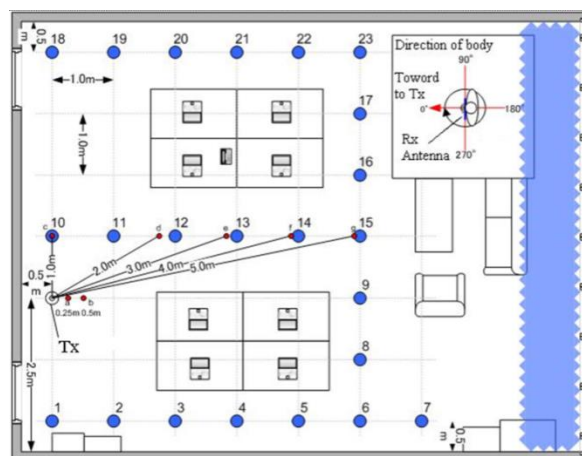 0.5
m
18
19
20
21
22
23
1.0m
1.0m
17
16
Direction of body
90°
Toword
to Tx
0°
180°
Rx
Antenna
270°
c
10
11
d
12
e
13
f
14
g
15
1.0m
2.0m
3.0m
4.0m
5.0m
0.5
m
a
b
0.25m
0.5m
Tx
9
2.5m
8
1
2
3
4
5
6
7
0.5
m